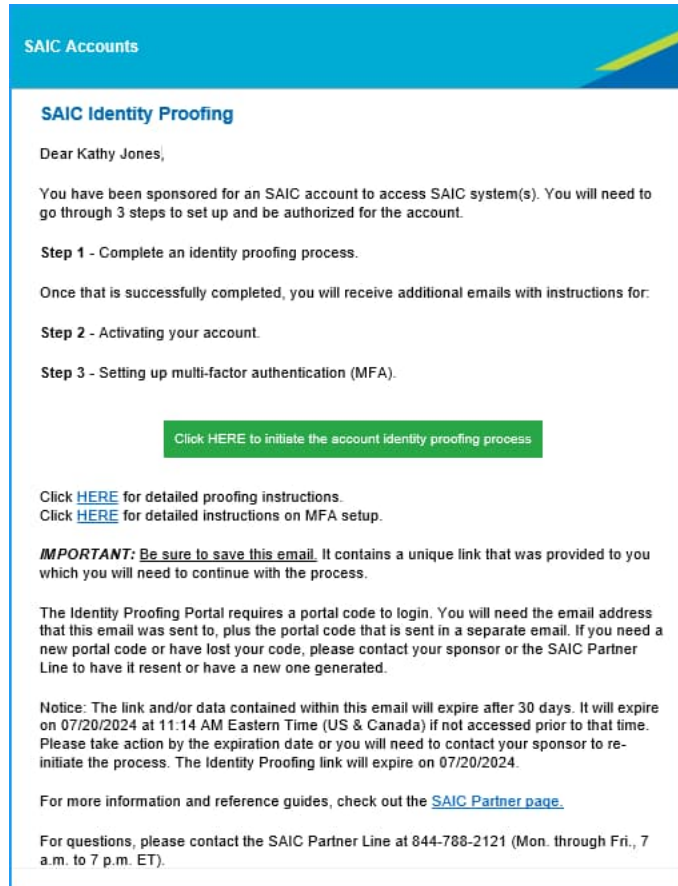 SAIC Accounts
SAIC Identity Proofing
Dear Kathy Jones,
You have been sponsored for an SAIC account to access SAIC system(s). You will need to
go through 3 steps to set up and be authorized for the account.
Step 1 - Complete an identity proofing process.
Once that is successfully completed, you will receive additional emails with instructions for:
Step 2 - Activating your account.
Step 3 - Setting up multi-factor authentication (MFA).
Click HERE to initiate the account identity proofing process
Click HERE for detailed proofing instructions.
Click HERE for detailed instructions on MFA setup.
IMPORTANT: Be sure to save this email. It contains a unique link that was provided to you
which you will need to continue with the process.
The Identity Proofing Portal requires a portal code to login. You will need the email address
that this email was sent to, plus the portal code that is sent in a separate email. If you need a
new portal code or have lost your code, please contact your sponsor or the SAIC Partner
Line to have it resent or have a new one generated.
Notice: The link and/or data contained within this email will expire after 30 days. It will expire
on 07/20/2024 at 11:14 AM Eastern Time (US & Canada) if not accessed prior to that time.
Please take action by the expiration date or you will need to contact your sponsor to re-
initiate the process. The Identity Proofing link will expire on 07/20/2024.
For more information and reference guides, check out the SAIC Partner page.
For questions, please contact the SAIC Partner Line at 844-788-2121 (Mon. through Fri., 7
a.m. to 7 p.m. ET).